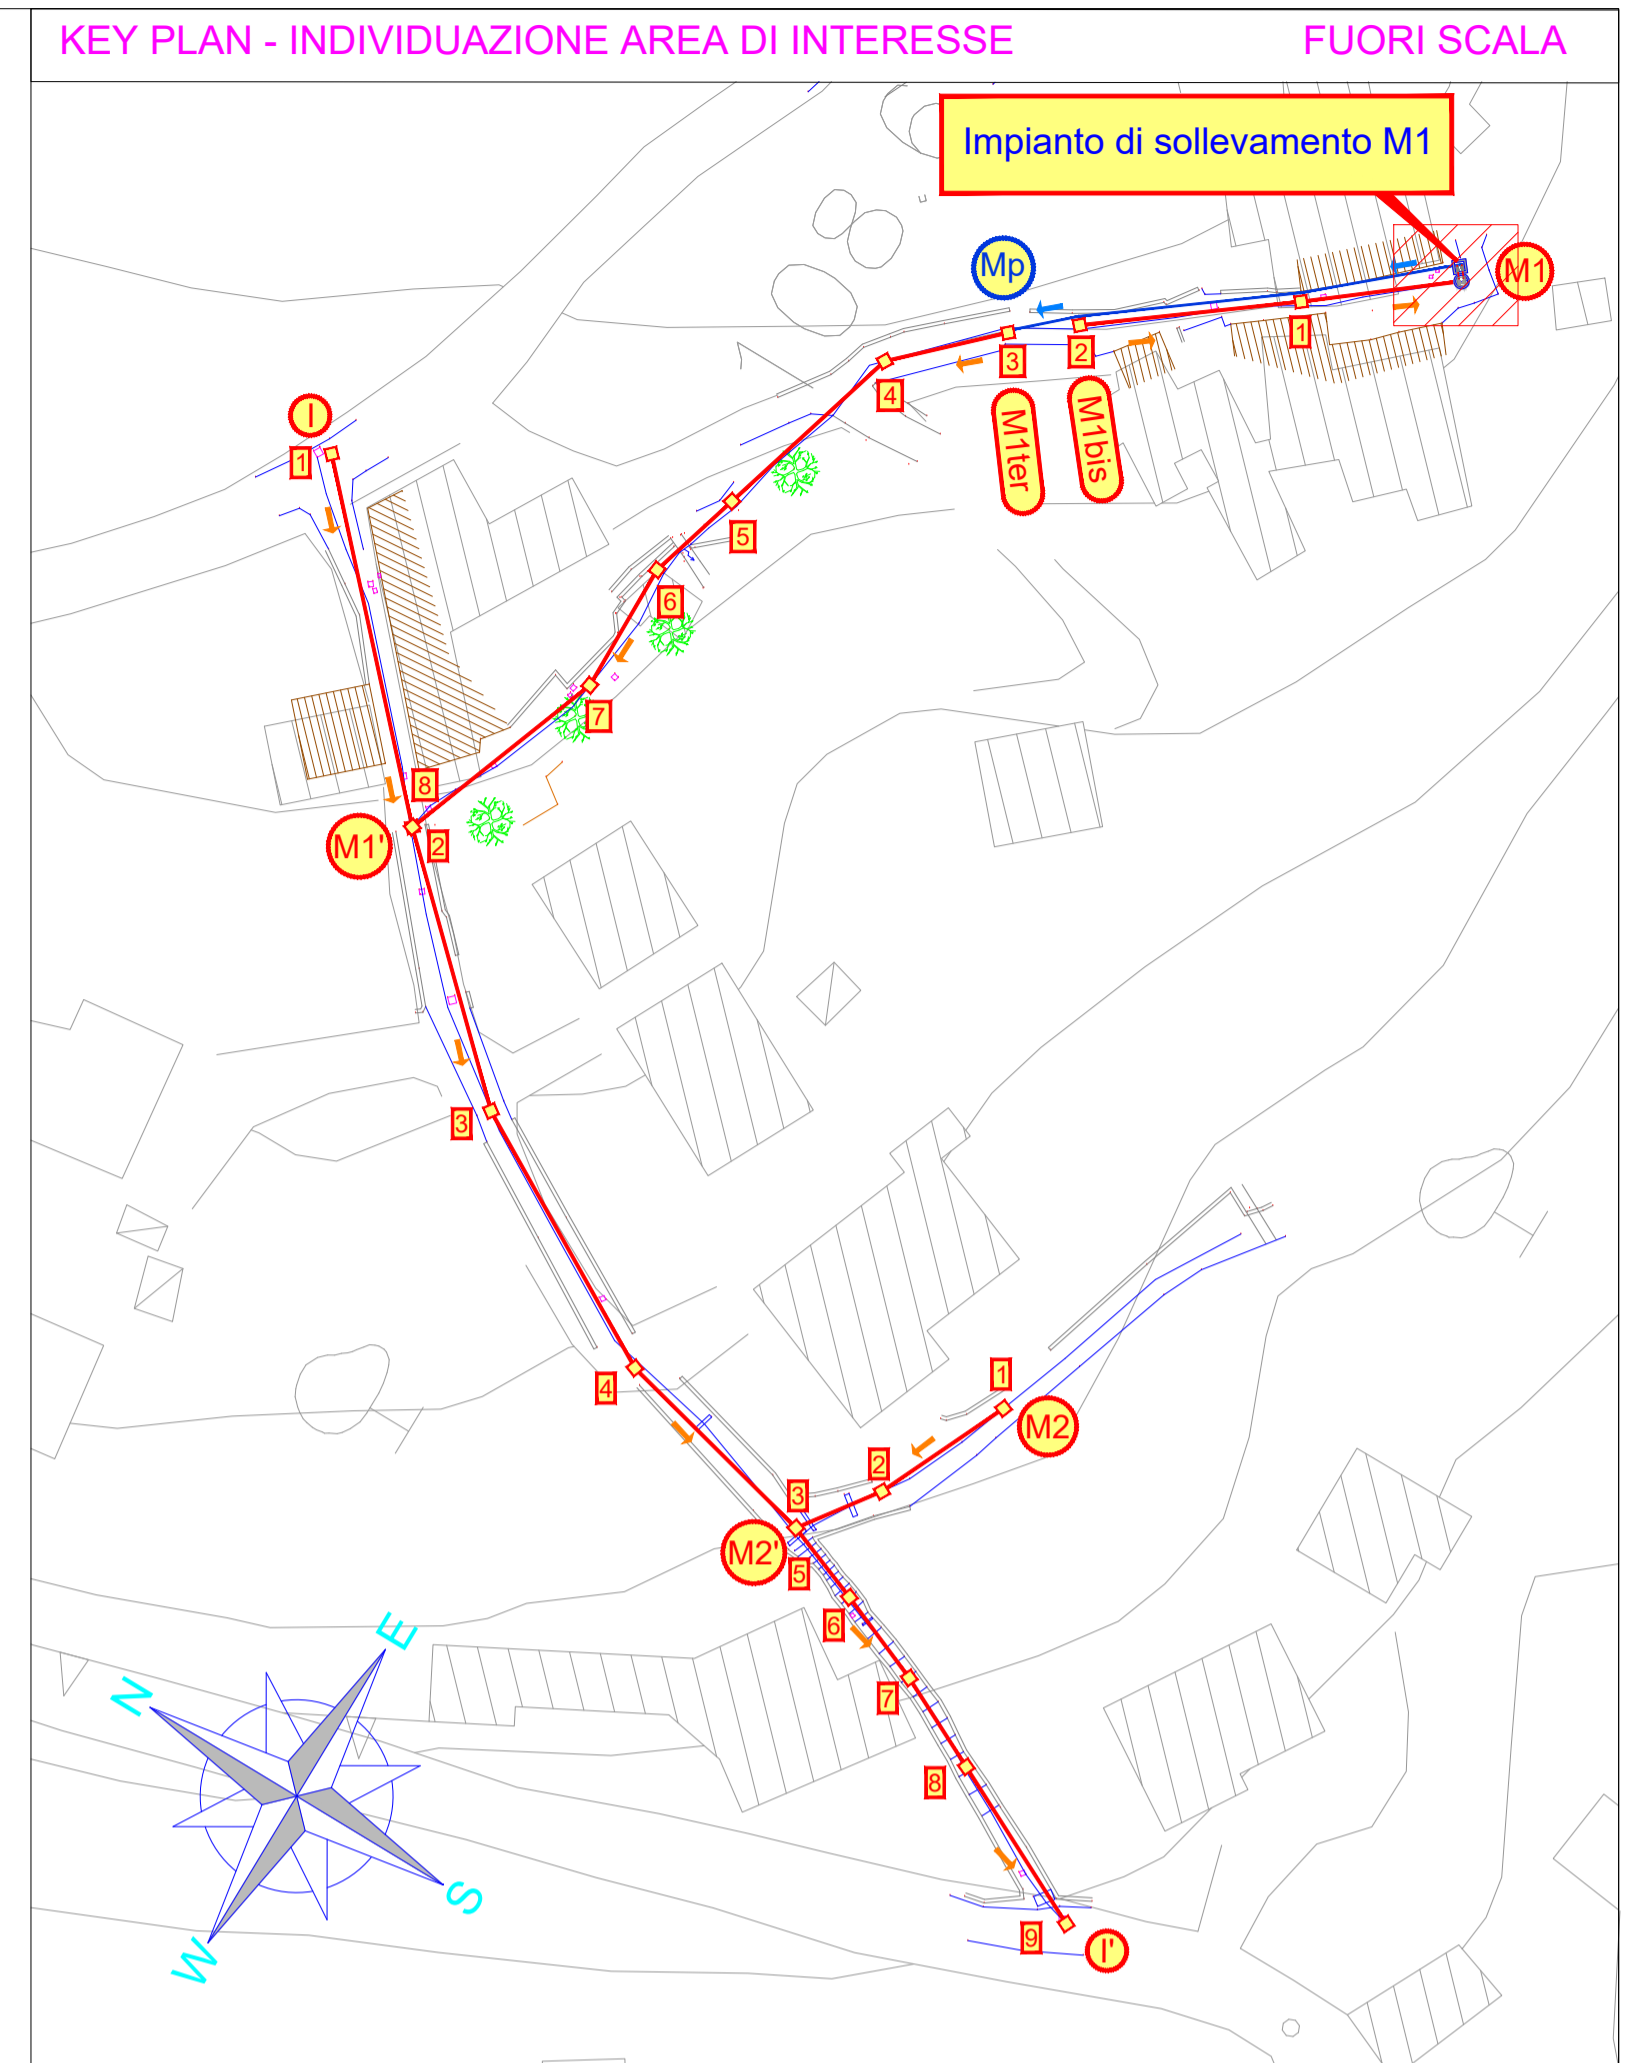 KEY PLAN - INDIVIDUAZIONE AREA DI INTERESSE FUORI SCALA
Impianto di sollevamento M1
Mp
M1
1
2
3
4
M1ter
M1bis
I
1
5
6
7
8
M1'
2
3
4
1
M2
2
3
M2'
5
6
7
8
9
I'
N
E
S
W